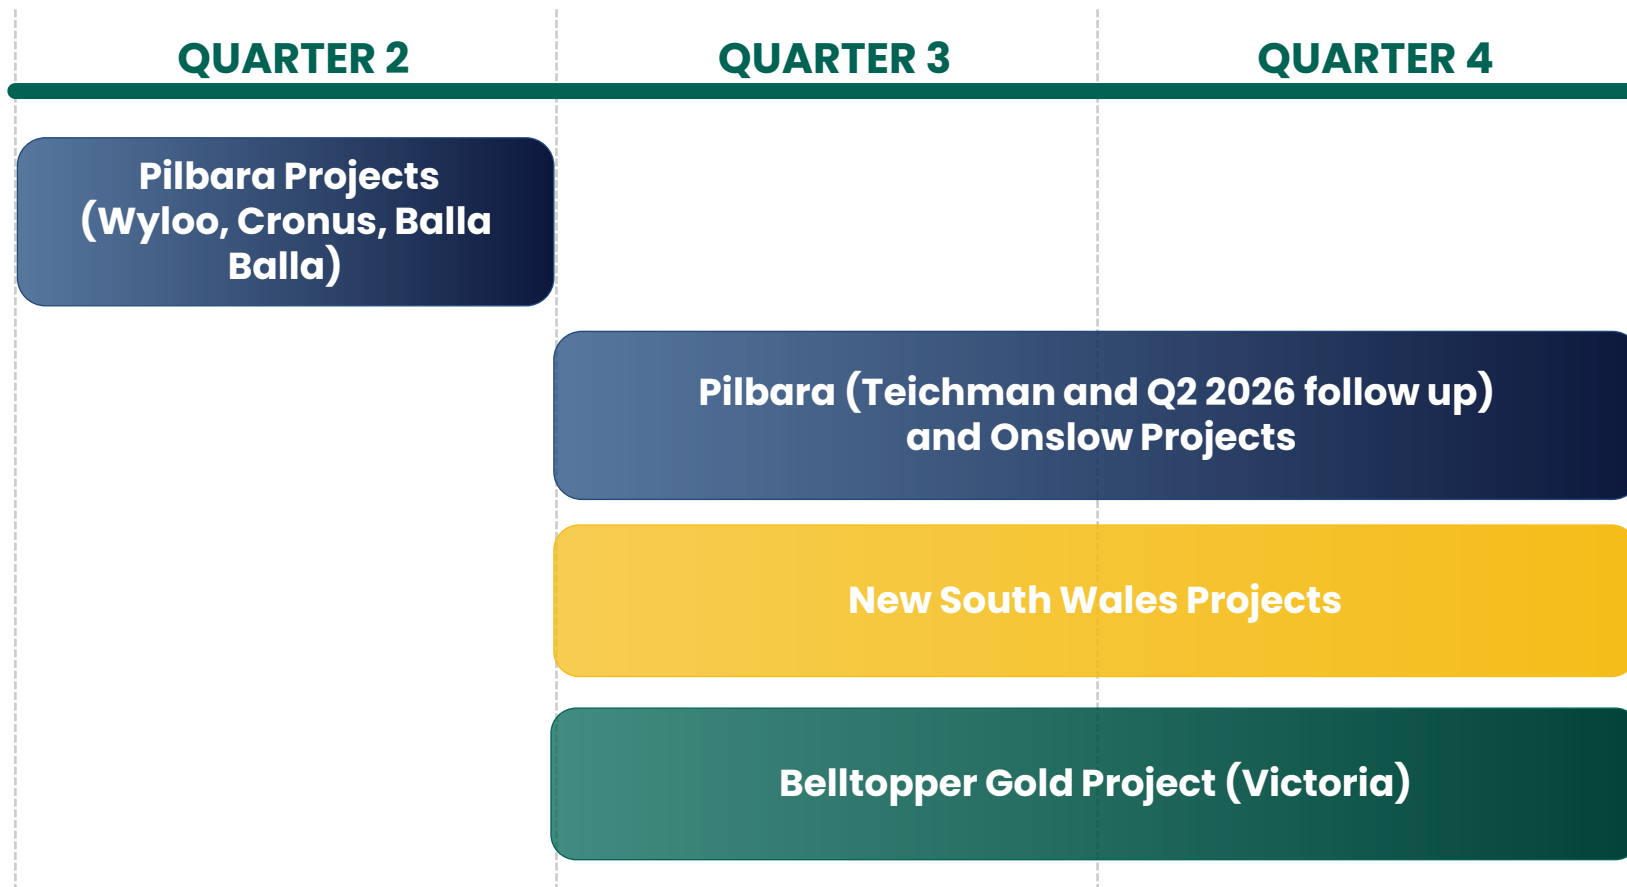 QUARTER 2
QUARTER 3
QUARTER 4
Pilbara Projects
(Wyloo, Cronus, Balla
Balla)
Pilbara (Teichman and Q2 2026 follow up)
and Onslow Projects
New South Wales Projects
Belltopper Gold Project (Victoria)